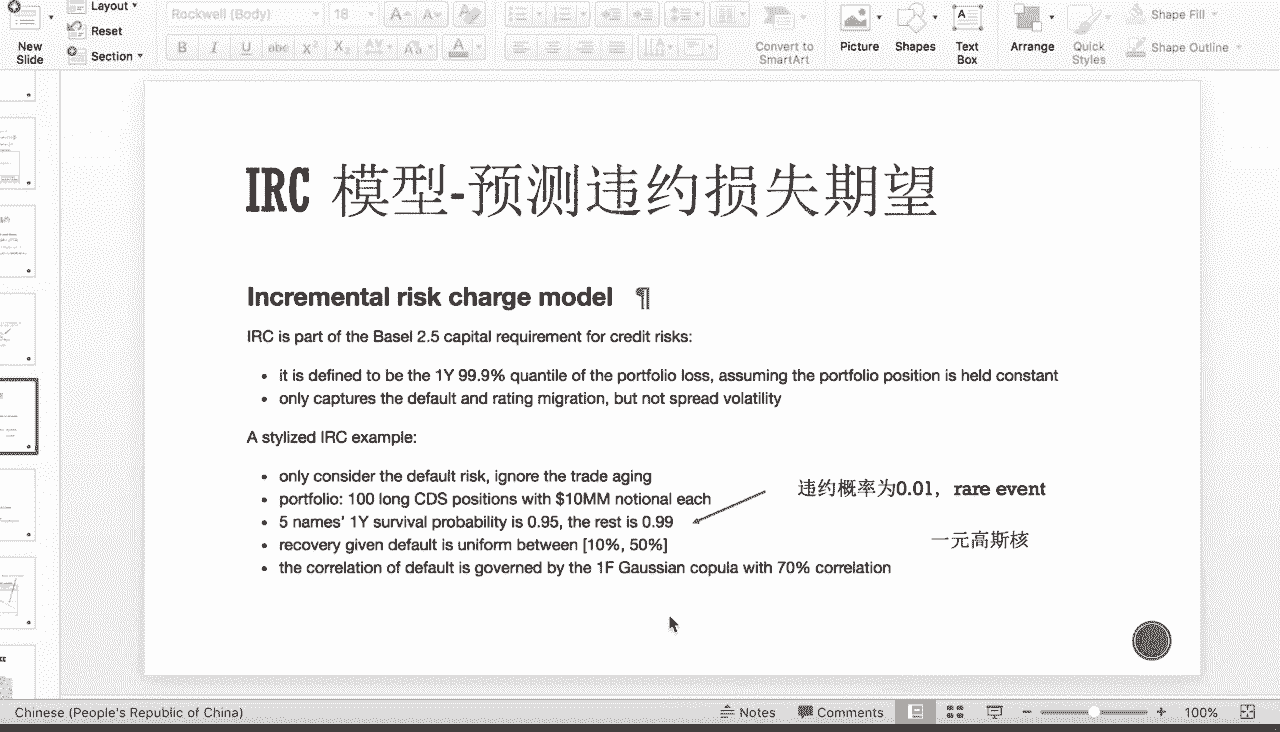 Layout
Rockwell (Body) 18 A A A
New Slide
Reset
Section
B I U abc X² X₂ AV Aa A
Convert to SmartArt
Picture
Shapes
Text Box
Arrange
Quick Styles
Shape Fill
Shape Outline
IRC 模型-预测违约损失期望
Incremental risk charge model ¶
IRC is part of the Basel 2.5 capital requirement for credit risks:
• it is defined to be the 1Y 99.9% quantile of the portfolio loss, assuming the portfolio position is held constant
• only captures the default and rating migration, but not spread volatility
A stylized IRC example:
• only consider the default risk, ignore the trade aging
• portfolio: 100 long CDS positions with $10MM notional each
• 5 names' 1Y survival probability is 0.95, the rest is 0.99
• recovery given default is uniform between [10%, 50%]
• the correlation of default is governed by the 1F Gaussian copula with 70% correlation
违约概率为0.01，rare event
一元高斯核
Chinese (People's Republic of China)
Notes
Comments
100%